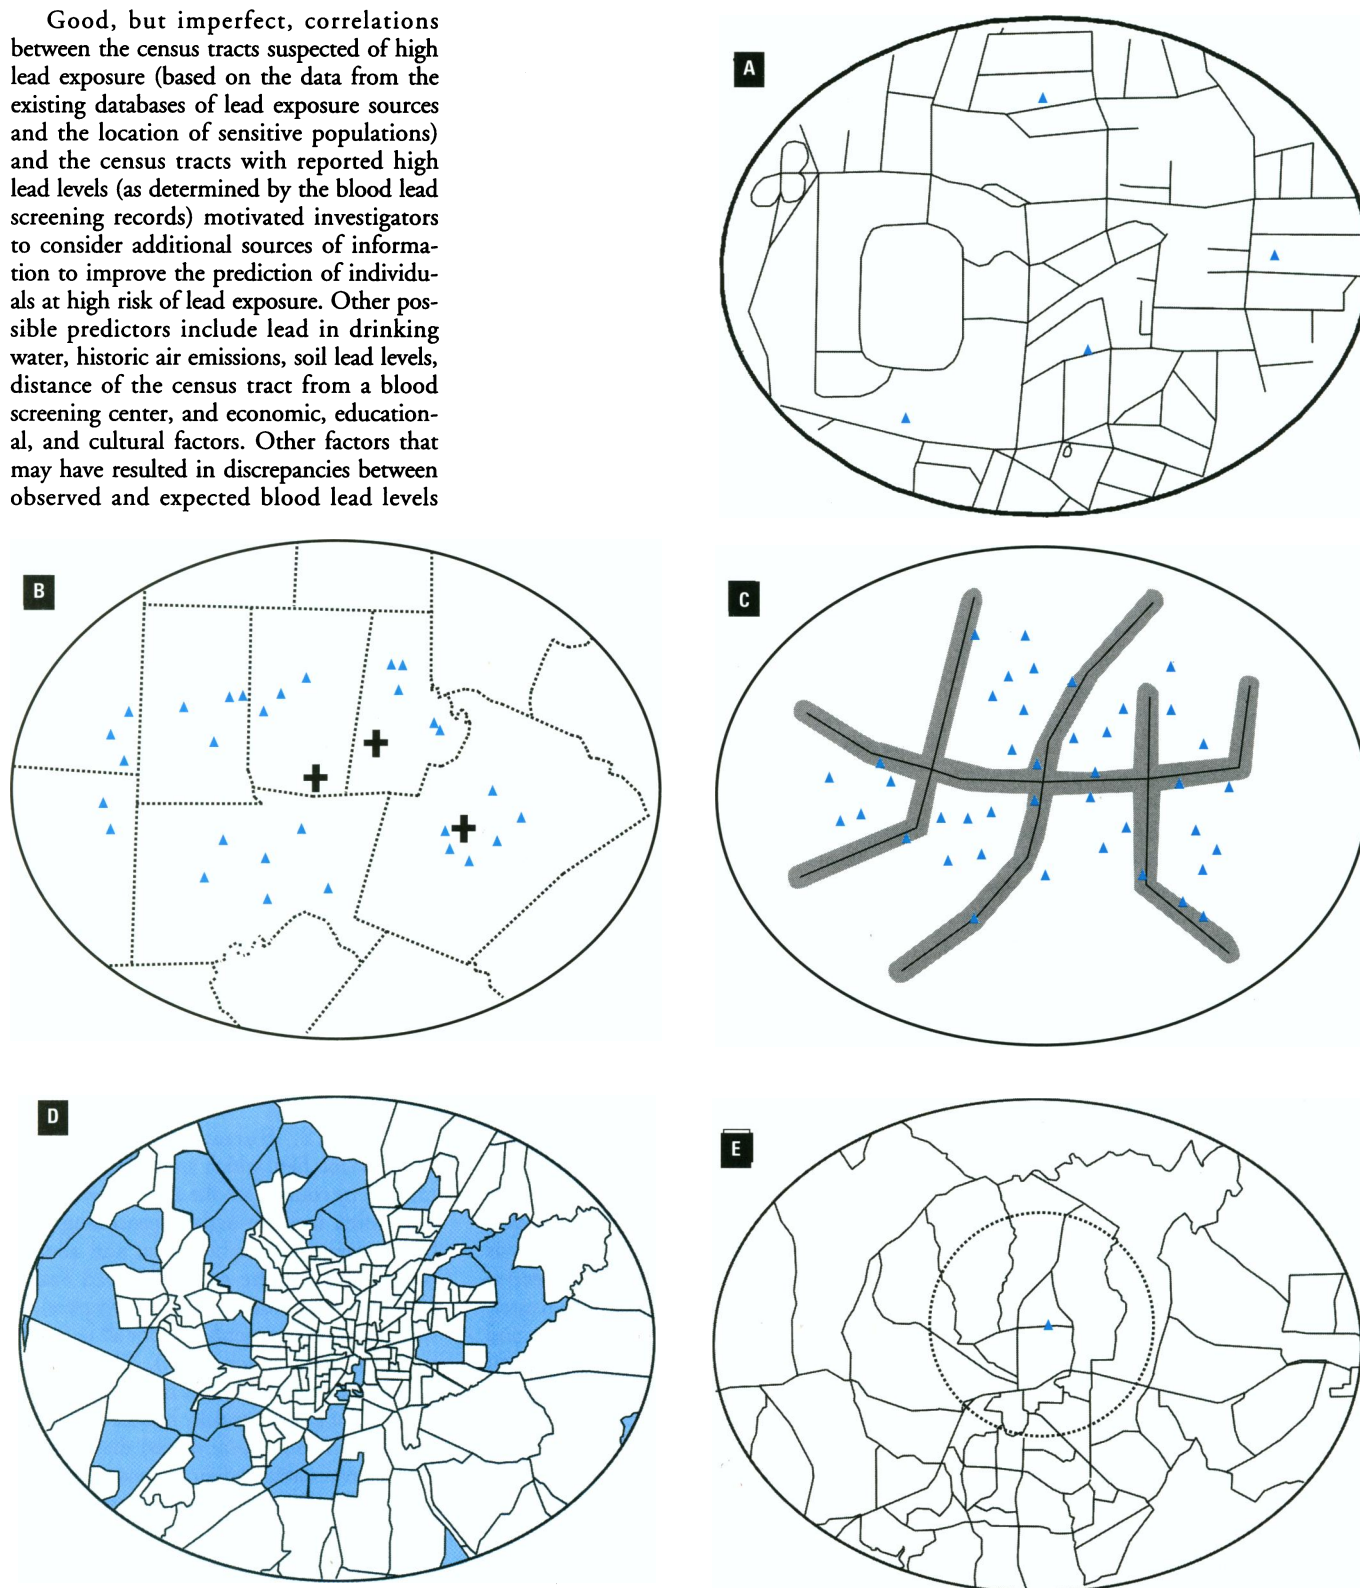 Good, but imperfect, correlations
between the census tracts suspected of high
lead exposure (based on the data from the
existing databases of lead exposure sources
and the location of sensitive populations)
and the census tracts with reported high
lead levels (as determined by the blood lead
screening records) motivated investigators
to consider additional sources of informa-
tion to improve the prediction of individu-
als at high risk of lead exposure. Other pos-
sible predictors include lead in drinking
water, historic air emissions, soil lead levels,
distance of the census tract from a blood
screening center, and economic, education-
al, and cultural factors. Other factors that
may have resulted in discrepancies between
observed and expected blood lead levels
A
B
C
D
E